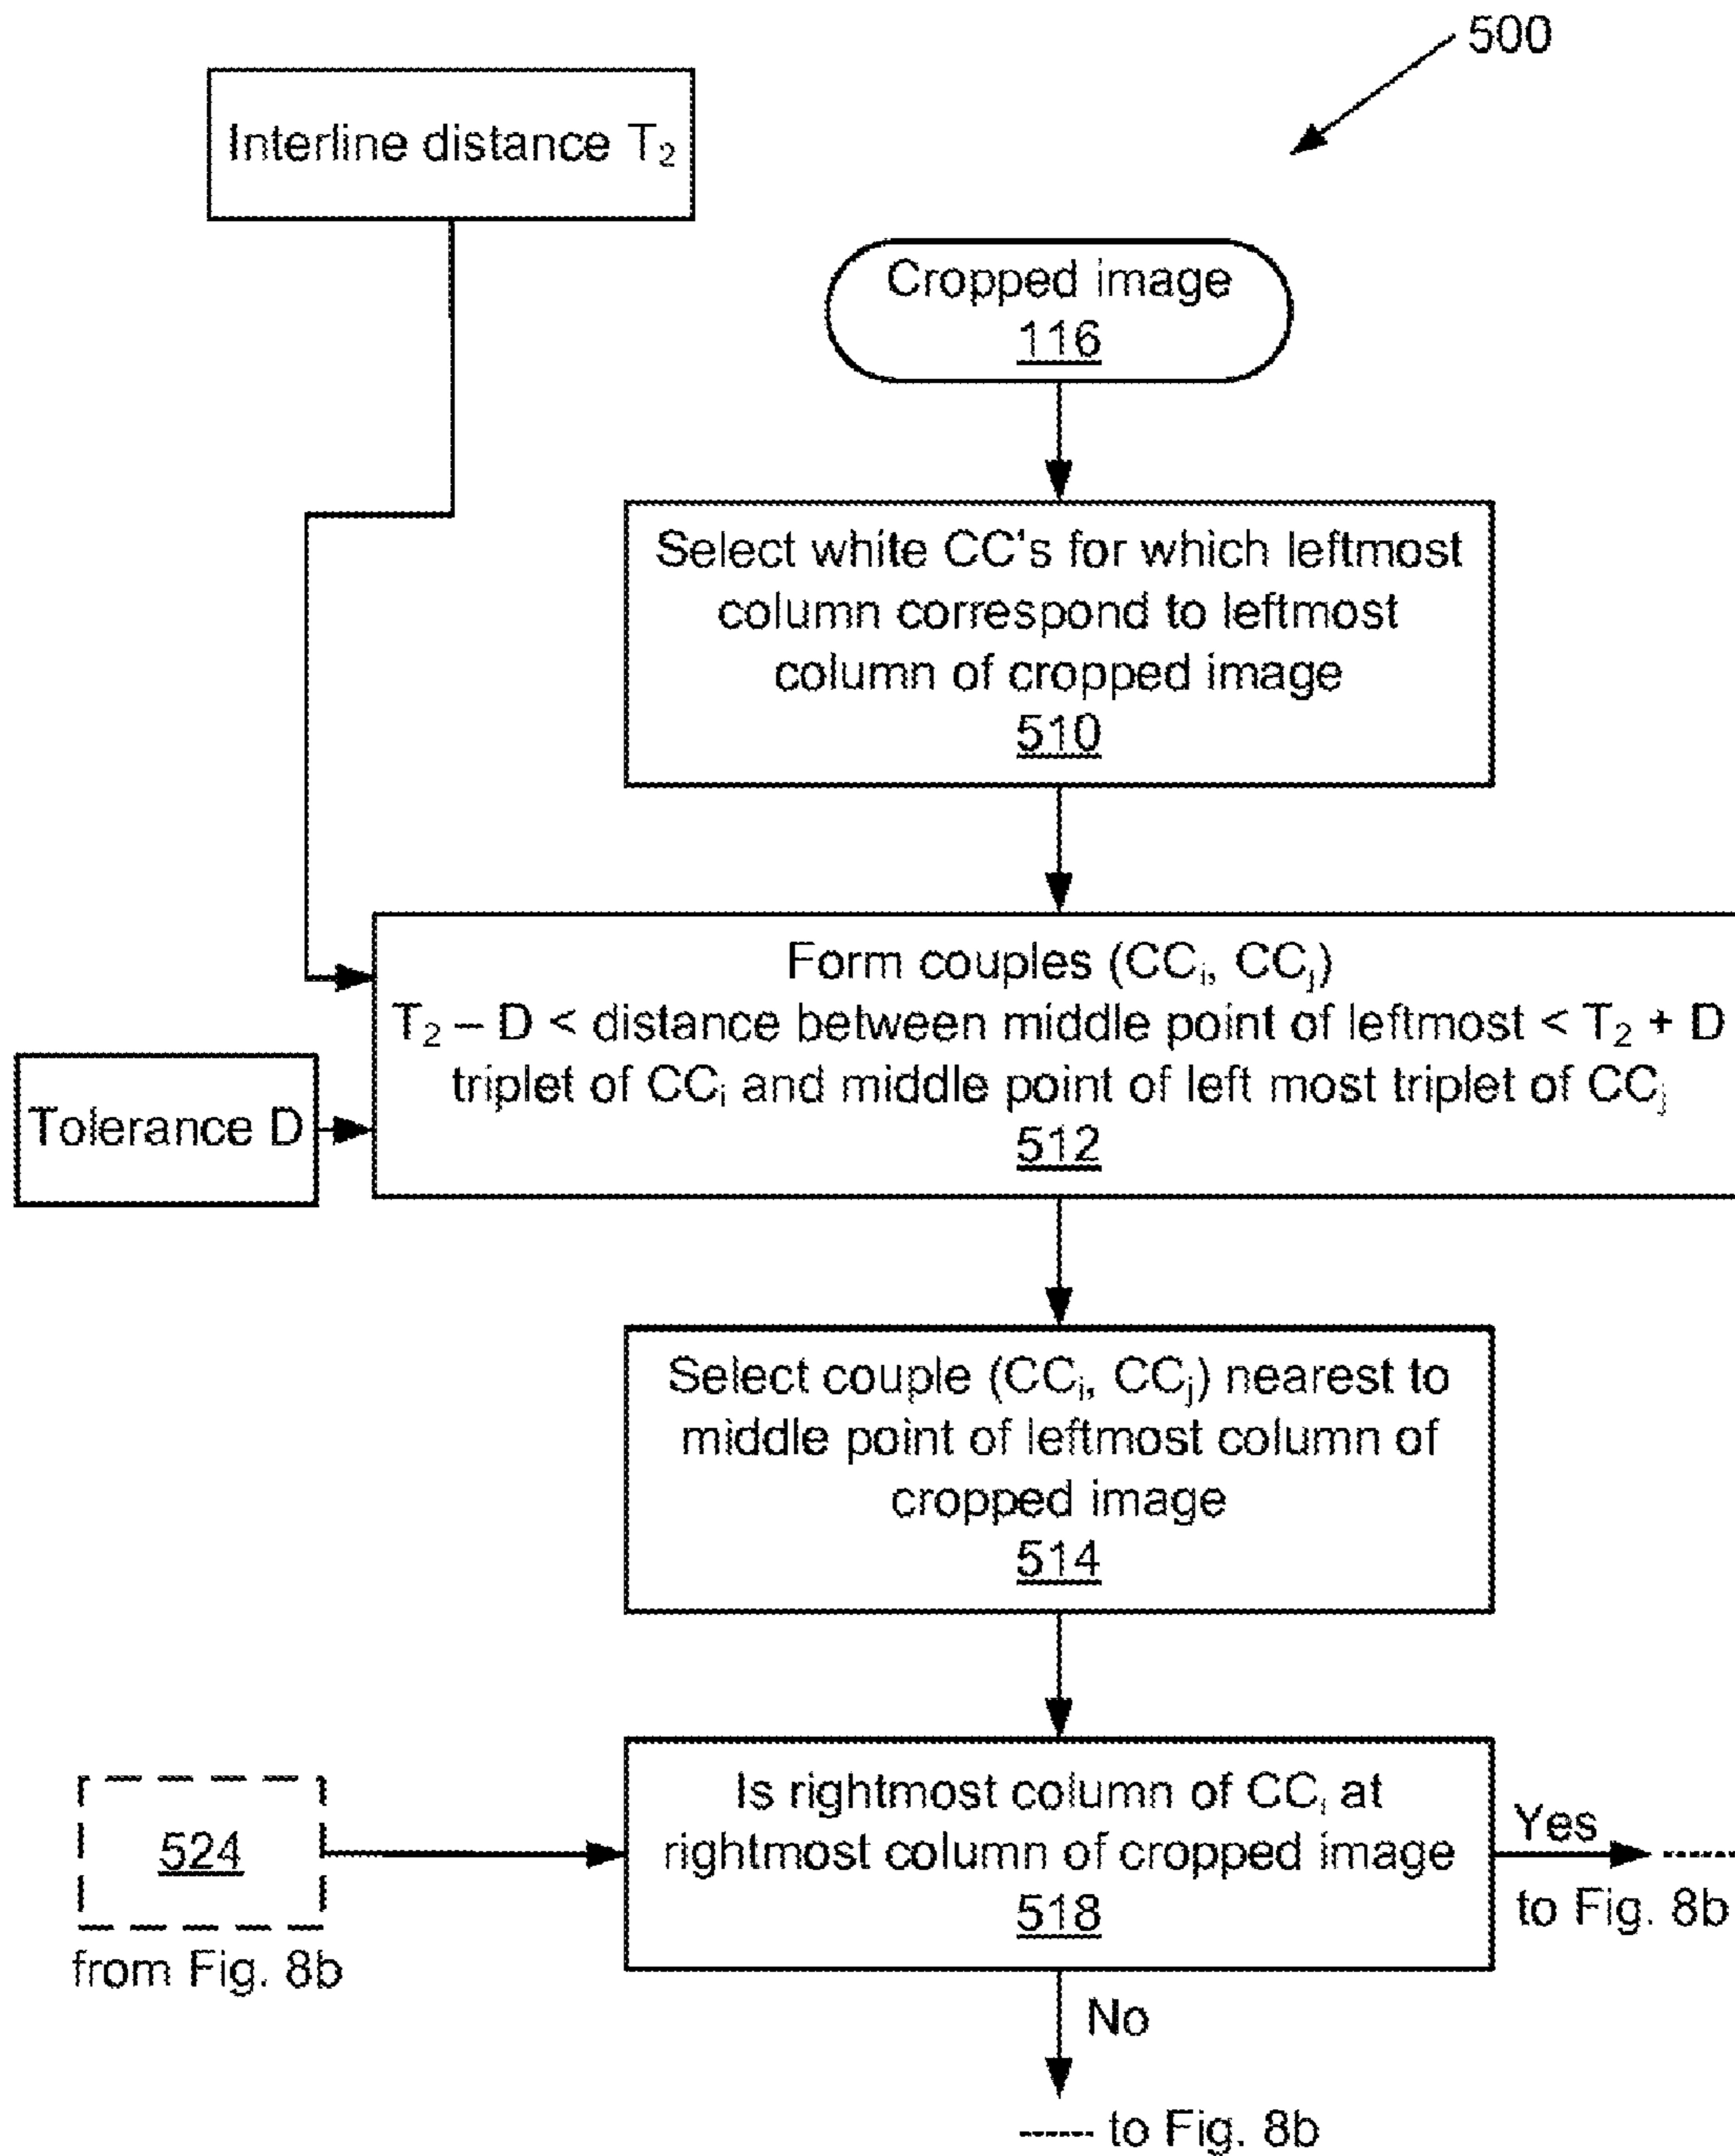 500
Interline distance T₂
Cropped image
116
Select white CC's for which leftmost
column correspond to leftmost
column of cropped image
510
Form couples (CCᵢ, CCⱼ)
T₂ – D < distance between middle point of leftmost < T₂ + D
triplet of CCᵢ and middle point of left most triplet of CCⱼ
512
Tolerance D
Select couple (CCᵢ, CCⱼ) nearest to
middle point of leftmost column of
cropped image
514
Is rightmost column of CCᵢ at
rightmost column of cropped image
518
Yes
to Fig. 8b
524
from Fig. 8b
No
to Fig. 8b